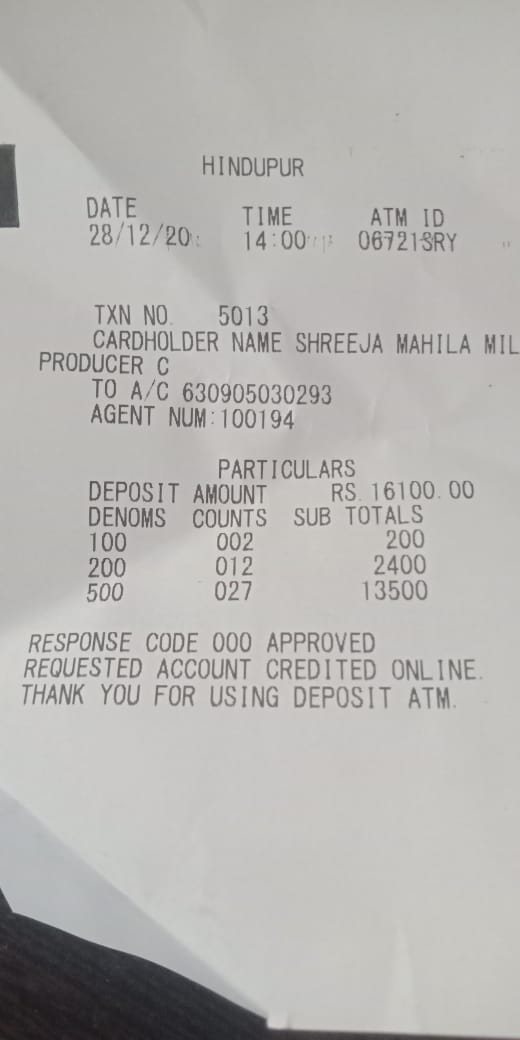 HINDUPUR
DATE TIME ATM ID
28/12/20 14:00 06721SRY
TXN NO. 5013
CARDHOLDER NAME SHREEJA MAHILA MIL
PRODUCER C
TO A/C 630905030293
AGENT NUM:100194
PARTICULARS
DEPOSIT AMOUNT RS. 16100.00
DENOMS COUNTS SUB TOTALS
100 002 200
200 012 2400
500 027 13500
RESPONSE CODE 000 APPROVED
REQUESTED ACCOUNT CREDITED ONLINE.
THANK YOU FOR USING DEPOSIT ATM.